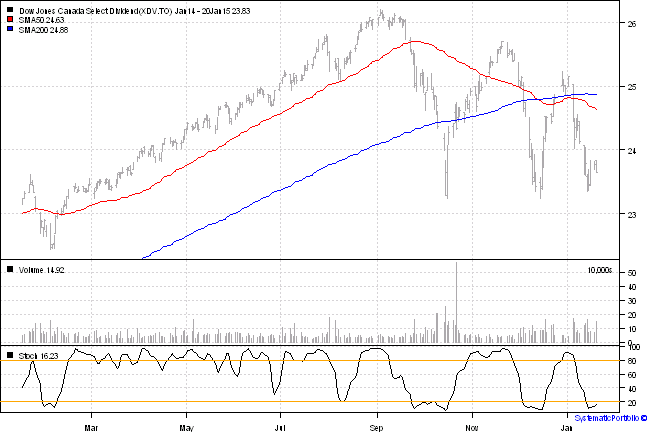 Dow Jones Canada Select Dividend(XDV.TO) Jan14 - 20Jan15 23.83
SMA50 24.63
SMA200 24.88
26
25
24
23
Volume 14.92
10,000s
50
40
30
20
10
0
Stoch 16.23
100
80
60
40
20
Mar May Jul Sep Nov Jan
SystematicPortfolio ©